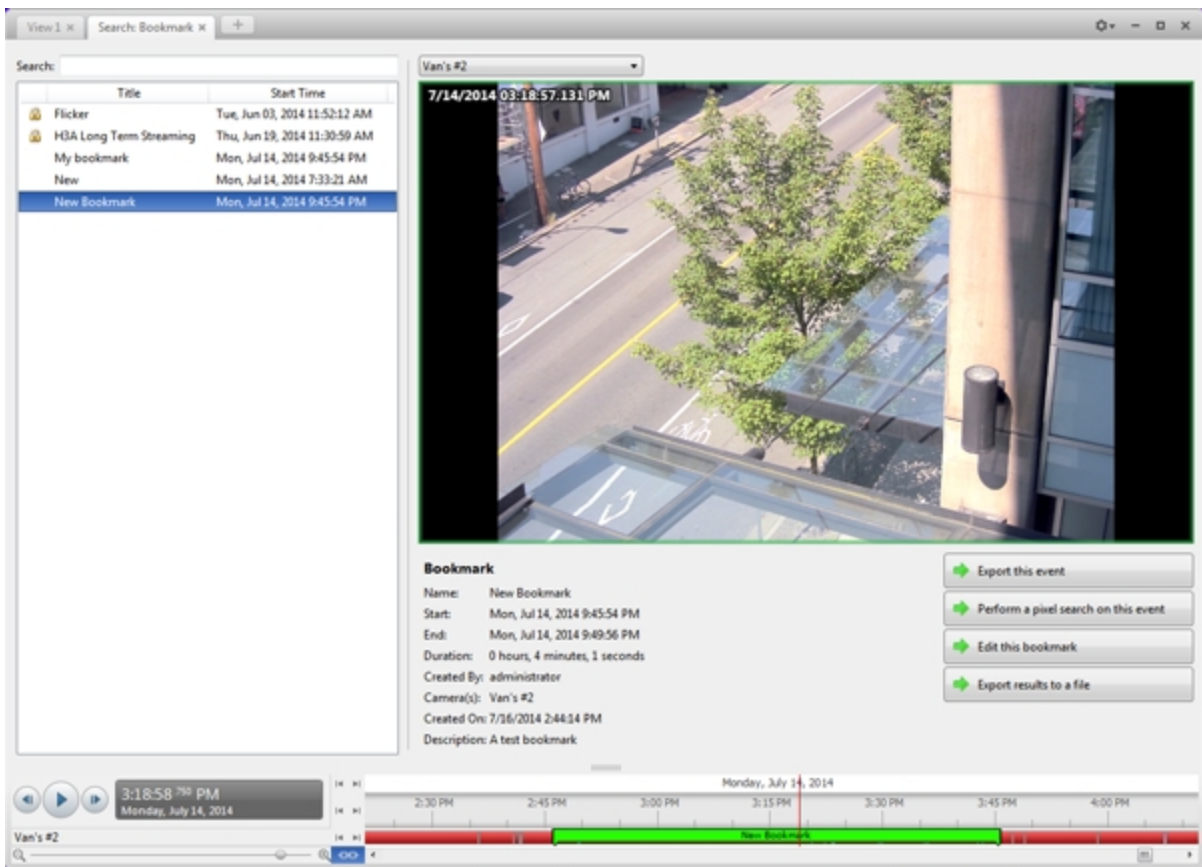 View 1 ×
Search: Bookmark ×
+
Search:
Title Start Time
Flicker Tue, Jun 03, 2014 11:52:12 AM
H3A Long Term Streaming Thu, Jun 19, 2014 11:30:59 AM
My bookmark Mon, Jul 14, 2014 9:45:54 PM
New Mon, Jul 14, 2014 7:33:21 AM
New Bookmark Mon, Jul 14, 2014 9:45:54 PM
Van's #2
7/14/2014 03:18:57.131 PM
Bookmark
Name: New Bookmark
Start: Mon, Jul 14, 2014 9:45:54 PM
End: Mon, Jul 14, 2014 9:49:56 PM
Duration: 0 hours, 4 minutes, 1 seconds
Created By: administrator
Camera(s): Van's #2
Created On: 7/16/2014 2:44:14 PM
Description: A test bookmark
Export this event
Perform a pixel search on this event
Edit this bookmark
Export results to a file
3:18:58.750 PM
Monday, July 14, 2014
Monday, July 14, 2014
2:30 PM 2:45 PM 3:00 PM 3:15 PM 3:30 PM 3:45 PM 4:00 PM
Van's #2
New Bookmark